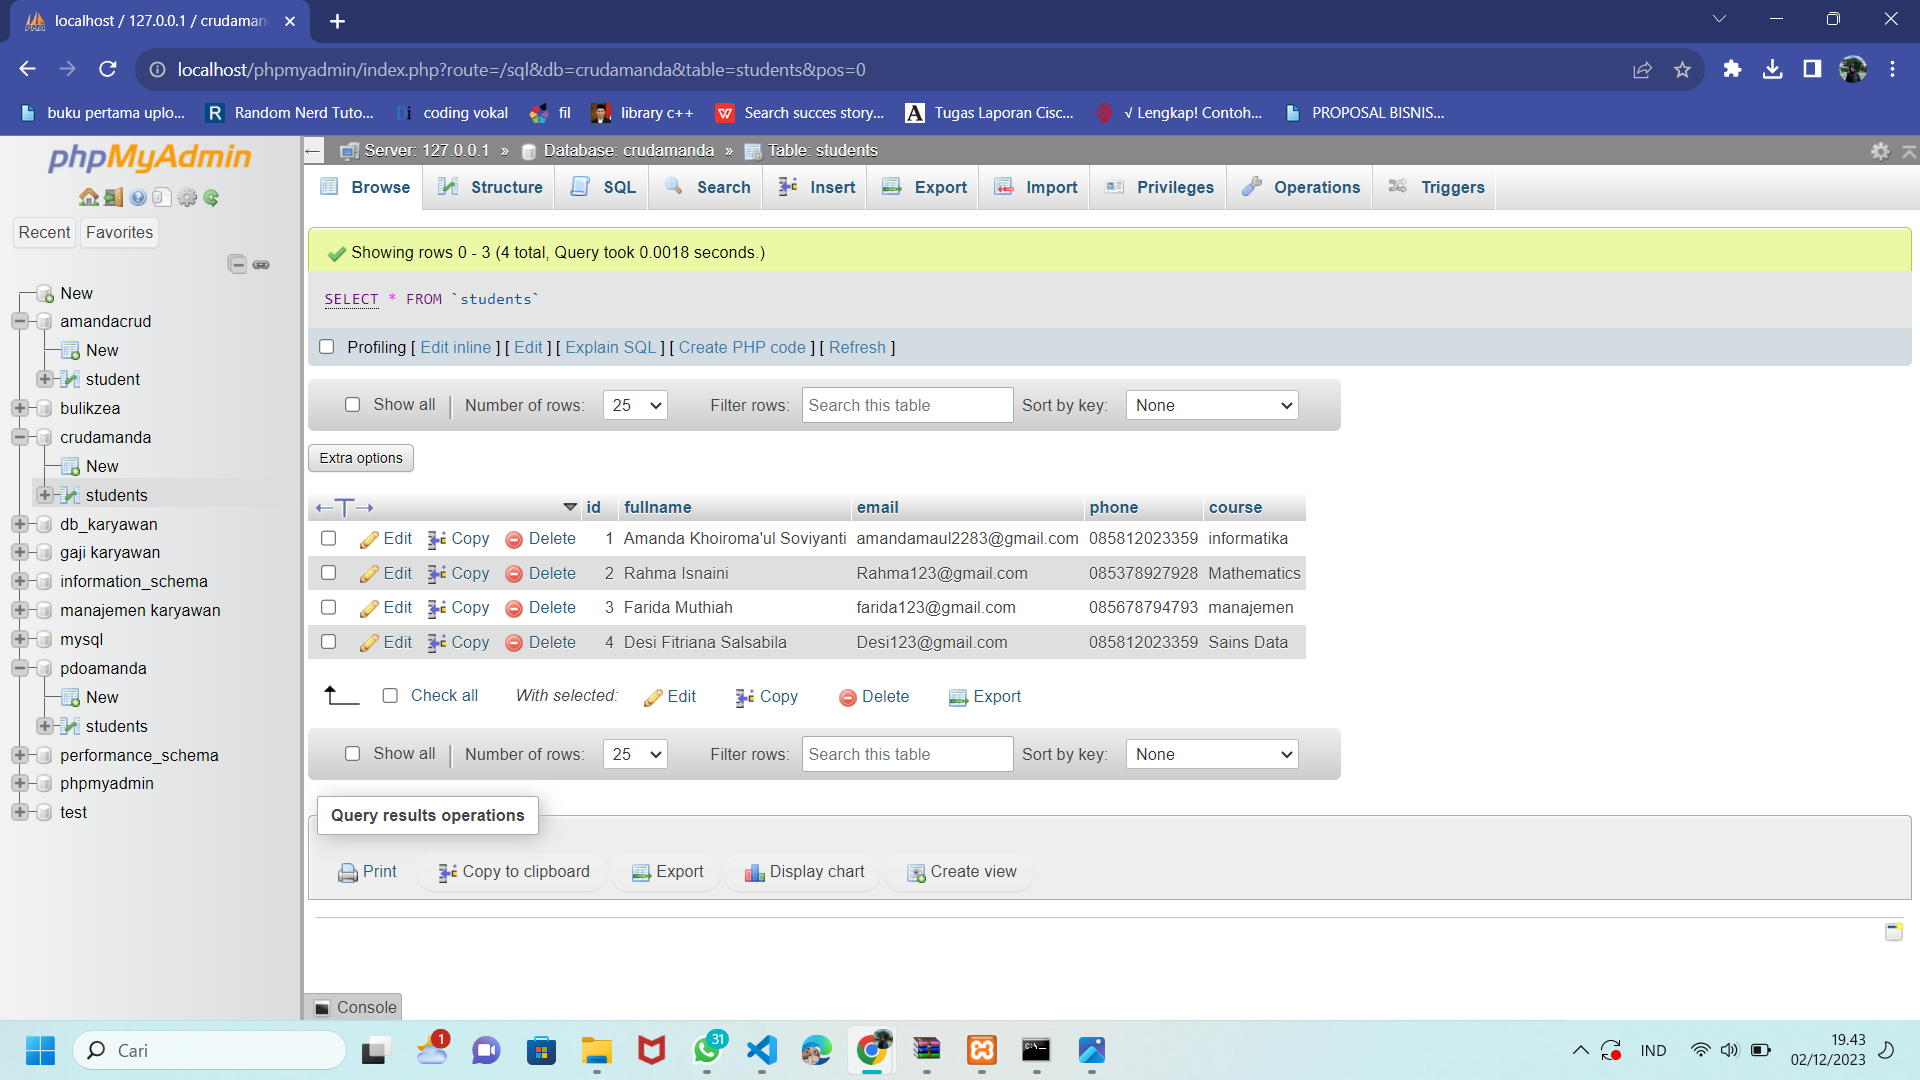 localhost / 127.0.0.1 / crudaman
localhost/phpmyadmin/index.php?route=/sql&db=crudamanda&table=students&pos=0
buku pertama uplo... Random Nerd Tuto... coding vokal fil library c++ Search succes story... Tugas Laporan Cisc... √ Lengkap! Contoh... PROPOSAL BISNIS...
phpMyAdmin
Recent Favorites
New
amandacrud
New
student
bulikzea
crudamanda
New
students
db_karyawan
gaji karyawan
information_schema
manajemen karyawan
mysql
pdoamanda
New
students
performance_schema
phpmyadmin
test
Server: 127.0.0.1 » Database: crudamanda » Table: students
Browse Structure SQL Search Insert Export Import Privileges Operations Triggers
Showing rows 0 - 3 (4 total, Query took 0.0018 seconds.)
SELECT * FROM `students`
Profiling [ Edit inline ] [ Edit ] [ Explain SQL ] [ Create PHP code ] [ Refresh ]
Show all Number of rows: 25 Filter rows: Search this table Sort by key: None
Extra options
id fullname email phone course
Edit Copy Delete 1 Amanda Khoiroma'ul Soviyanti amandamaul2283@gmail.com 085812023359 informatika
Edit Copy Delete 2 Rahma Isnaini Rahma123@gmail.com 085378927928 Mathematics
Edit Copy Delete 3 Farida Muthiah farida123@gmail.com 085678794793 manajemen
Edit Copy Delete 4 Desi Fitriana Salsabila Desi123@gmail.com 085812023359 Sains Data
Check all With selected: Edit Copy Delete Export
Show all Number of rows: 25 Filter rows: Search this table Sort by key: None
Query results operations
Print Copy to clipboard Export Display chart Create view
Console
Cari 1 31 IND 19.43
02/12/2023